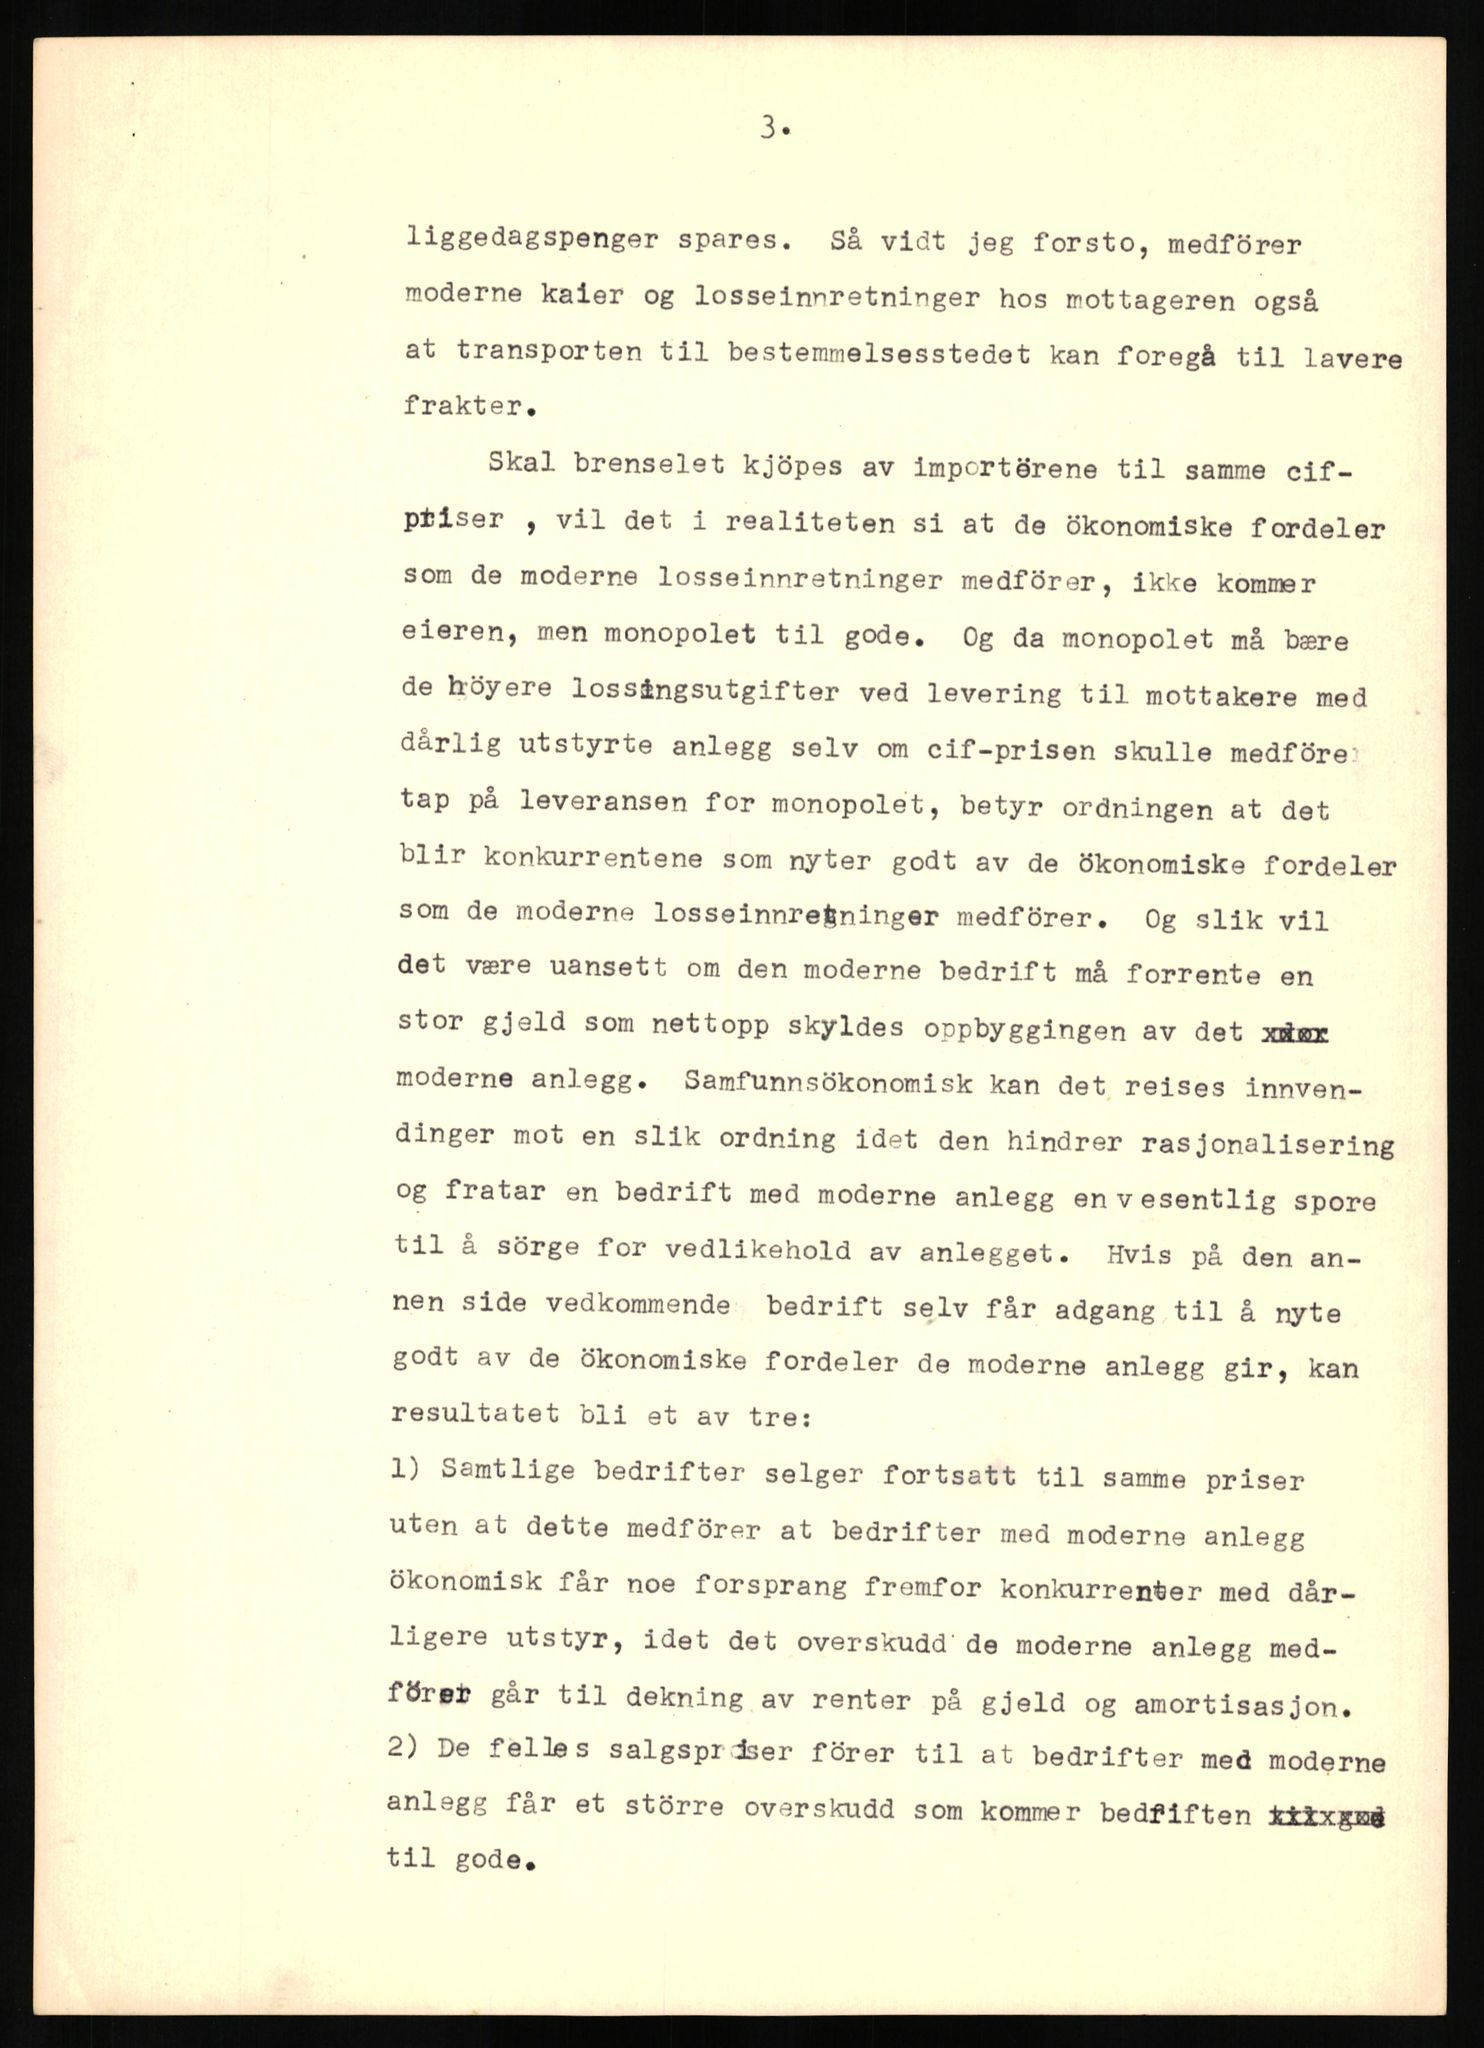 3.
liggedagspenger spares. Så vidt jeg forsto, medförer
moderne kaier og losseinnretninger hos mottageren også
at transporten til bestemmelsesstedet kan foregå til lavere
frakter.
Skal brenselet kjöpes av importörene til samme cif-
priser , vil det i realiteten si at de ökonomiske fordeler
som de moderne losseinnretninger medförer, ikke kommer
eieren, men monopolet til gode. Og da monopolet må bære
de höyere lossingsutgifter ved levering til mottakere med
dårlig utstyrte anlegg selv om cif-prisen skulle medföre
tap på leveransen for monopolet, betyr ordningen at det
blir konkurrentene som nyter godt av de ökonomiske fordeler
som de moderne losseinnretninger medförer. Og slik vil
det være uansett om den moderne bedrift må forrente en
stor gjeld som nettopp skyldes oppbyggingen av det
moderne anlegg. Samfunnsökonomisk kan det reises innven-
dinger mot en slik ordning idet den hindrer rasjonalisering
og fratar en bedrift med moderne anlegg en vesentlig spore
til å sörge for vedlikehold av anlegget. Hvis på den an-
nen side vedkommende bedrift selv får adgang til å nyte
godt av de ökonomiske fordeler de moderne anlegg gir, kan
resultatet bli et av tre:
1) Samtlige bedrifter selger fortsatt til samme priser
uten at dette medförer at bedrifter med moderne anlegg
ökonomisk får noe forsprang fremfor konkurrenter med dår-
ligere utstyr, idet det overskudd de moderne anlegg med-
förer går til dekning av renter på gjeld og amortisasjon.
2) De felles salgspriser förer til at bedrifter med moderne
anlegg får et större overskudd som kommer bedriften
til gode.